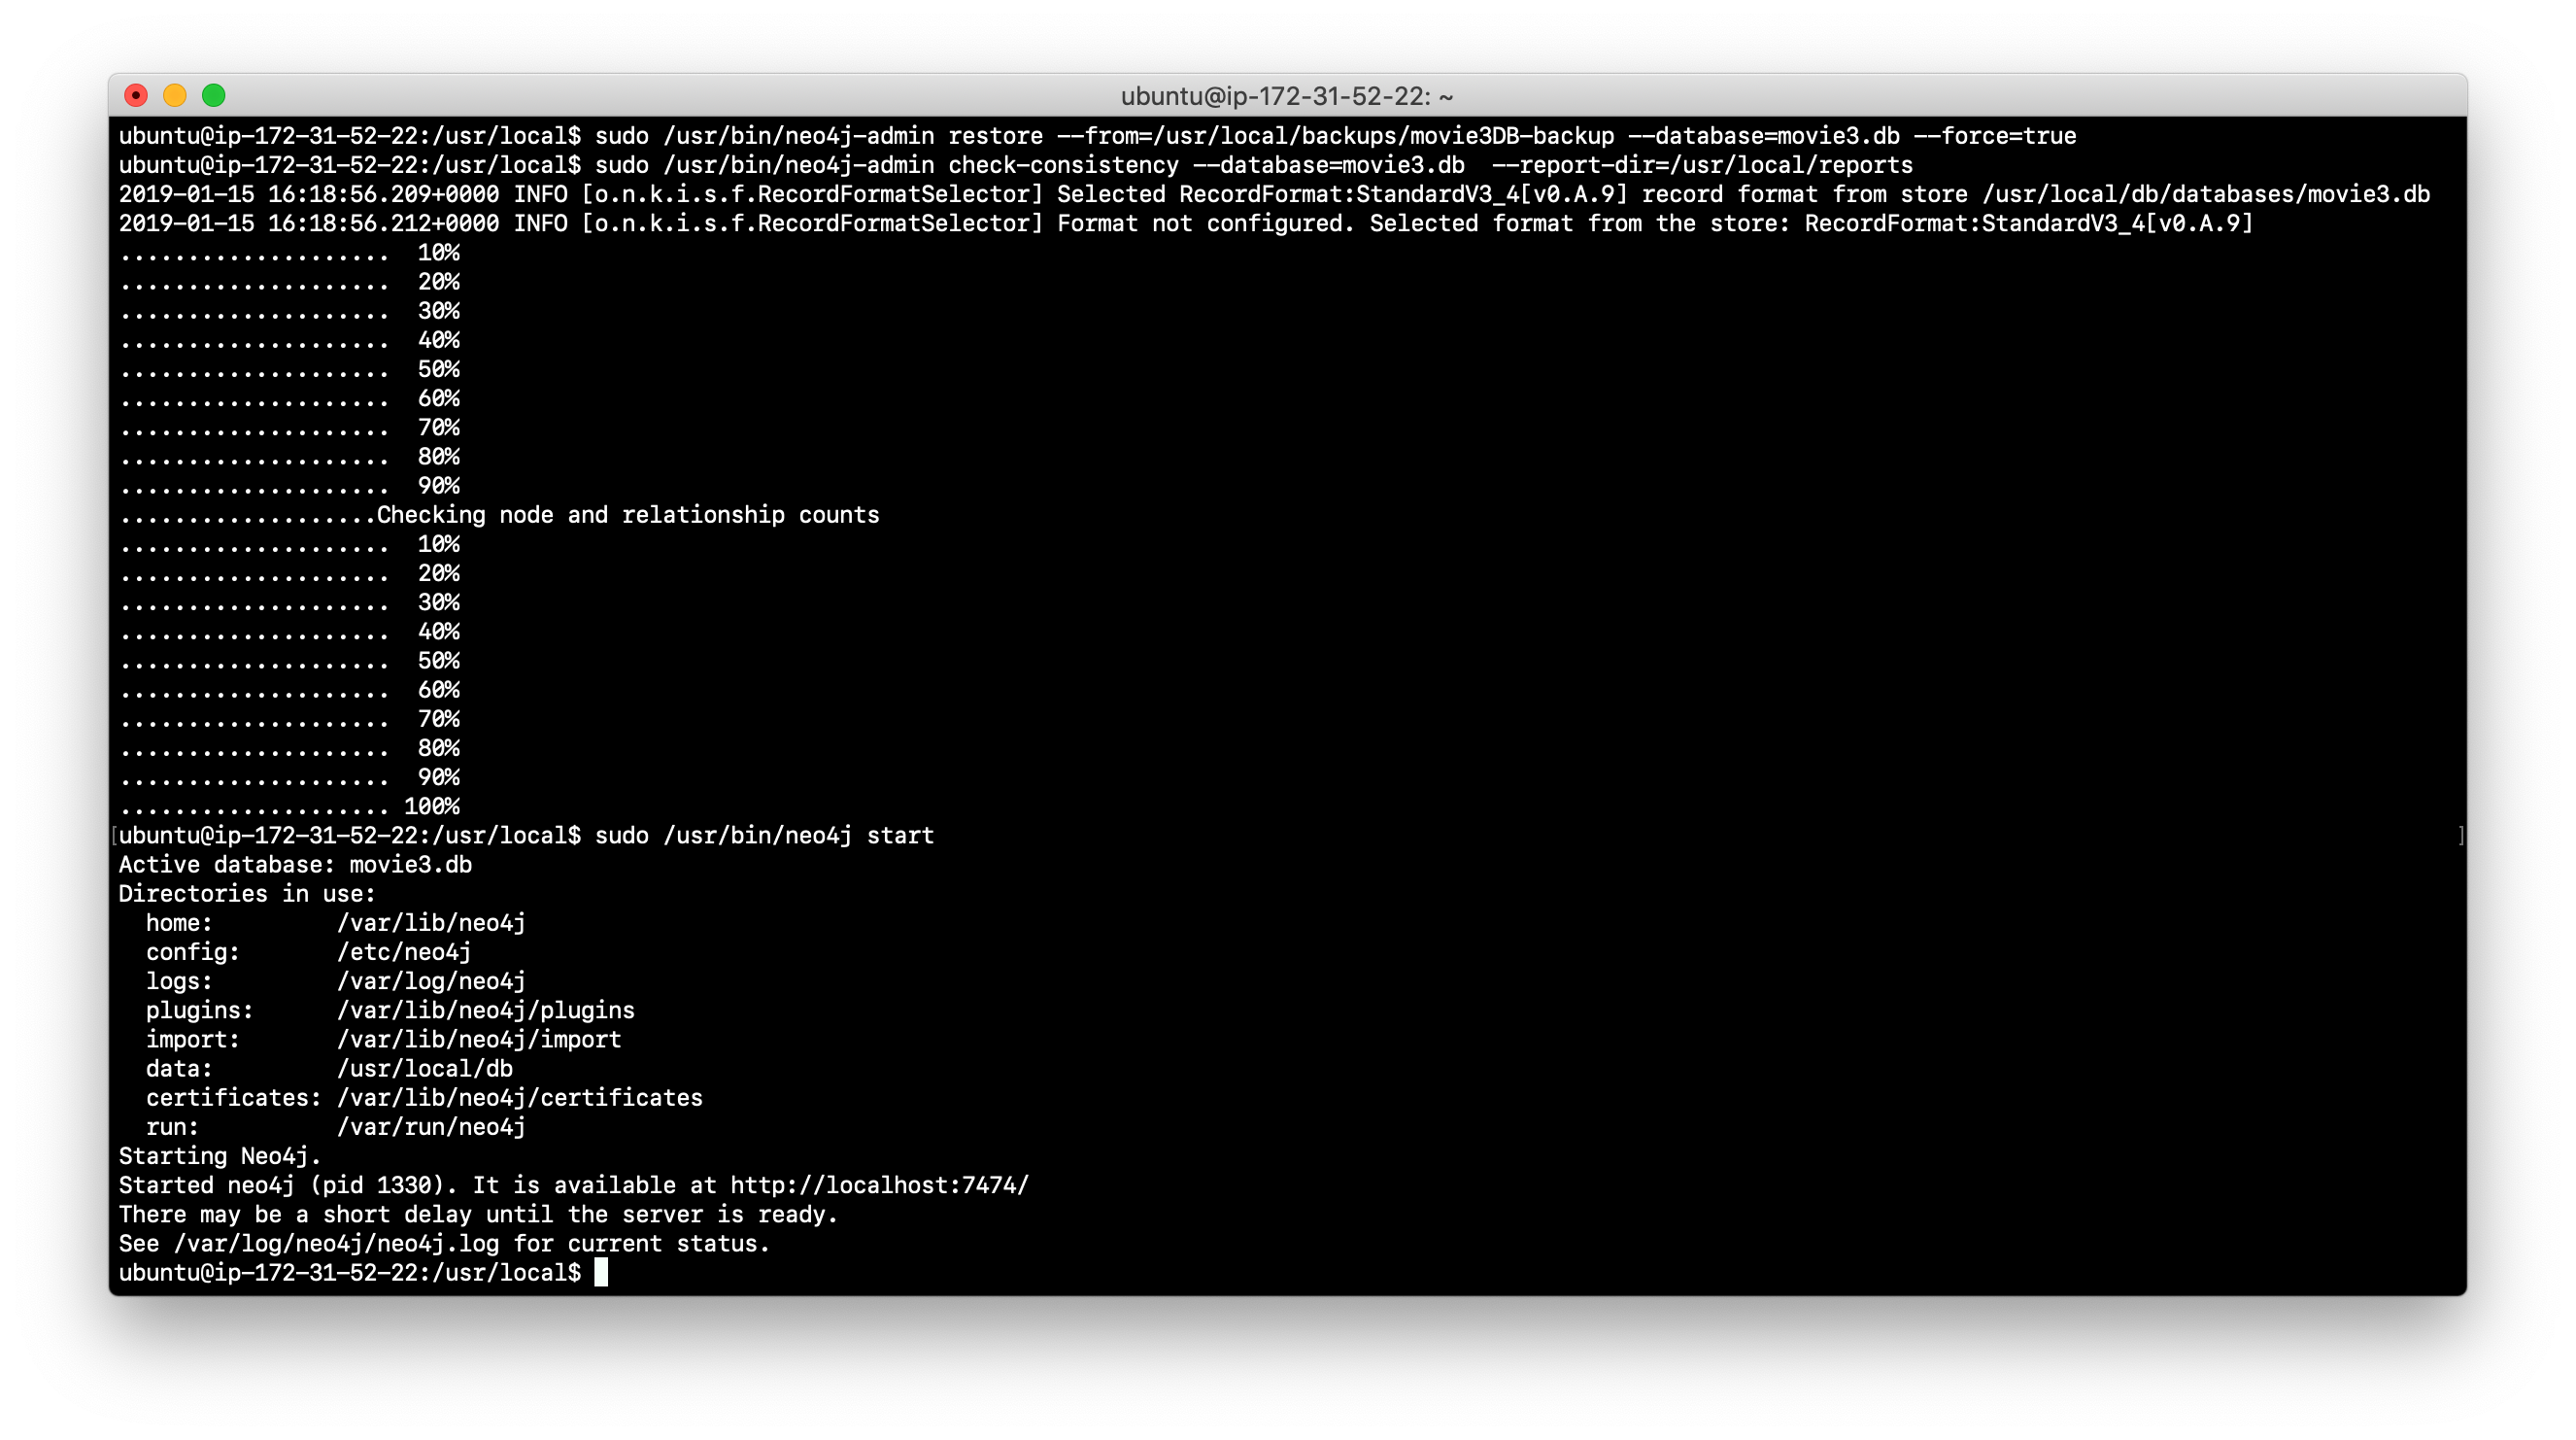 ubuntu@ip-172-31-52-22: ~
ubuntu@ip-172-31-52-22:/usr/local$ sudo /usr/bin/neo4j-admin restore --from=/usr/local/backups/movie3DB-backup --database=movie3.db --force=true
ubuntu@ip-172-31-52-22:/usr/local$ sudo /usr/bin/neo4j-admin check-consistency --database=movie3.db  --report-dir=/usr/local/reports
2019-01-15 16:18:56.209+0000 INFO [o.n.k.i.s.f.RecordFormatSelector] Selected RecordFormat:StandardV3_4[v0.A.9] record format from store /usr/local/db/databases/movie3.db
2019-01-15 16:18:56.212+0000 INFO [o.n.k.i.s.f.RecordFormatSelector] Format not configured. Selected format from the store: RecordFormat:StandardV3_4[v0.A.9]
....................  10%
....................  20%
....................  30%
....................  40%
....................  50%
....................  60%
....................  70%
....................  80%
....................  90%
...................Checking node and relationship counts
....................  10%
....................  20%
....................  30%
....................  40%
....................  50%
....................  60%
....................  70%
....................  80%
....................  90%
.................... 100%
[ubuntu@ip-172-31-52-22:/usr/local$ sudo /usr/bin/neo4j start ]
Active database: movie3.db
Directories in use:
  home:         /var/lib/neo4j
  config:       /etc/neo4j
  logs:         /var/log/neo4j
  plugins:      /var/lib/neo4j/plugins
  import:       /var/lib/neo4j/import
  data:         /usr/local/db
  certificates: /var/lib/neo4j/certificates
  run:          /var/run/neo4j
Starting Neo4j.
Started neo4j (pid 1330). It is available at http://localhost:7474/
There may be a short delay until the server is ready.
See /var/log/neo4j/neo4j.log for current status.
ubuntu@ip-172-31-52-22:/usr/local$